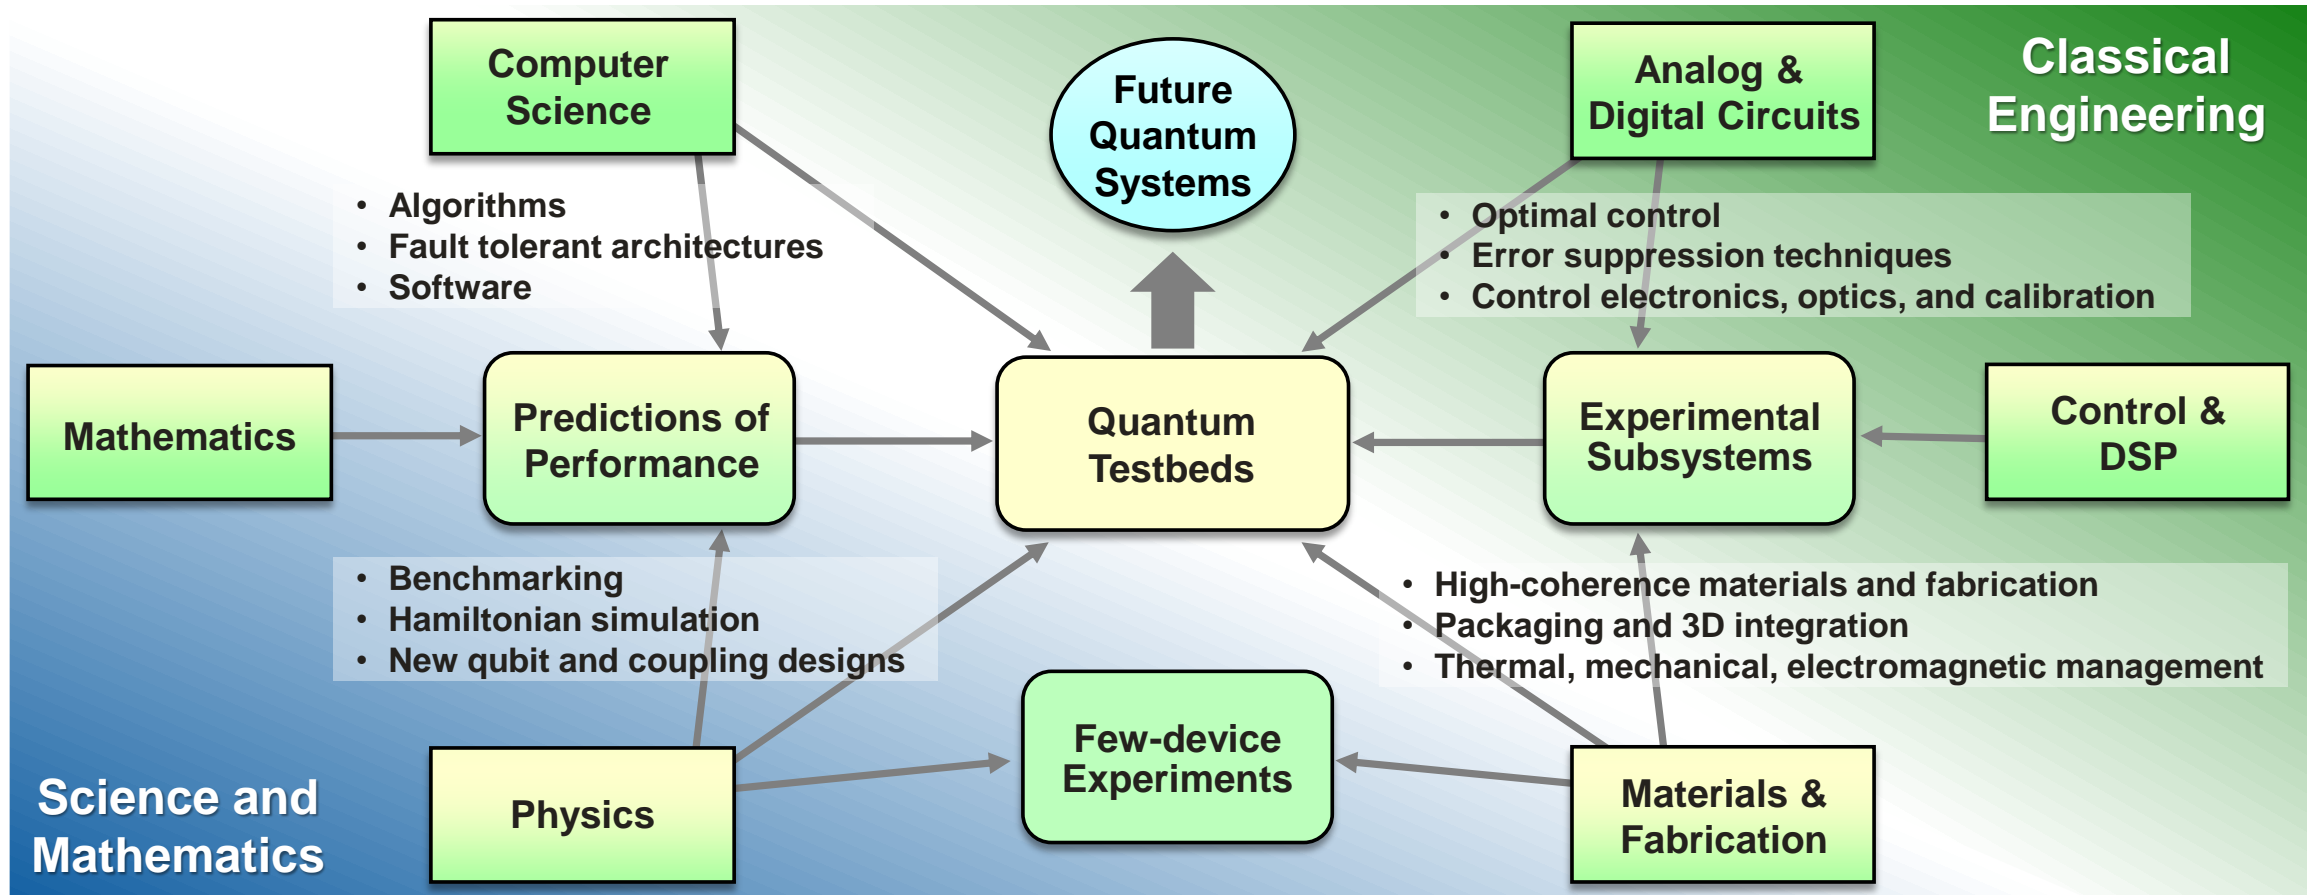 Computer
Science
Future
Quantum
Systems
Analog &
Digital Circuits
Classical
Engineering
• Algorithms
• Fault tolerant architectures
• Software
• Optimal control
• Error suppression techniques
• Control electronics, optics, and calibration
Mathematics
Predictions of
Performance
Quantum
Testbeds
Experimental
Subsystems
Control &
DSP
• Benchmarking
• Hamiltonian simulation
• New qubit and coupling designs
• High-coherence materials and fabrication
• Packaging and 3D integration
• Thermal, mechanical, electromagnetic management
Science and
Mathematics
Physics
Few-device
Experiments
Materials &
Fabrication